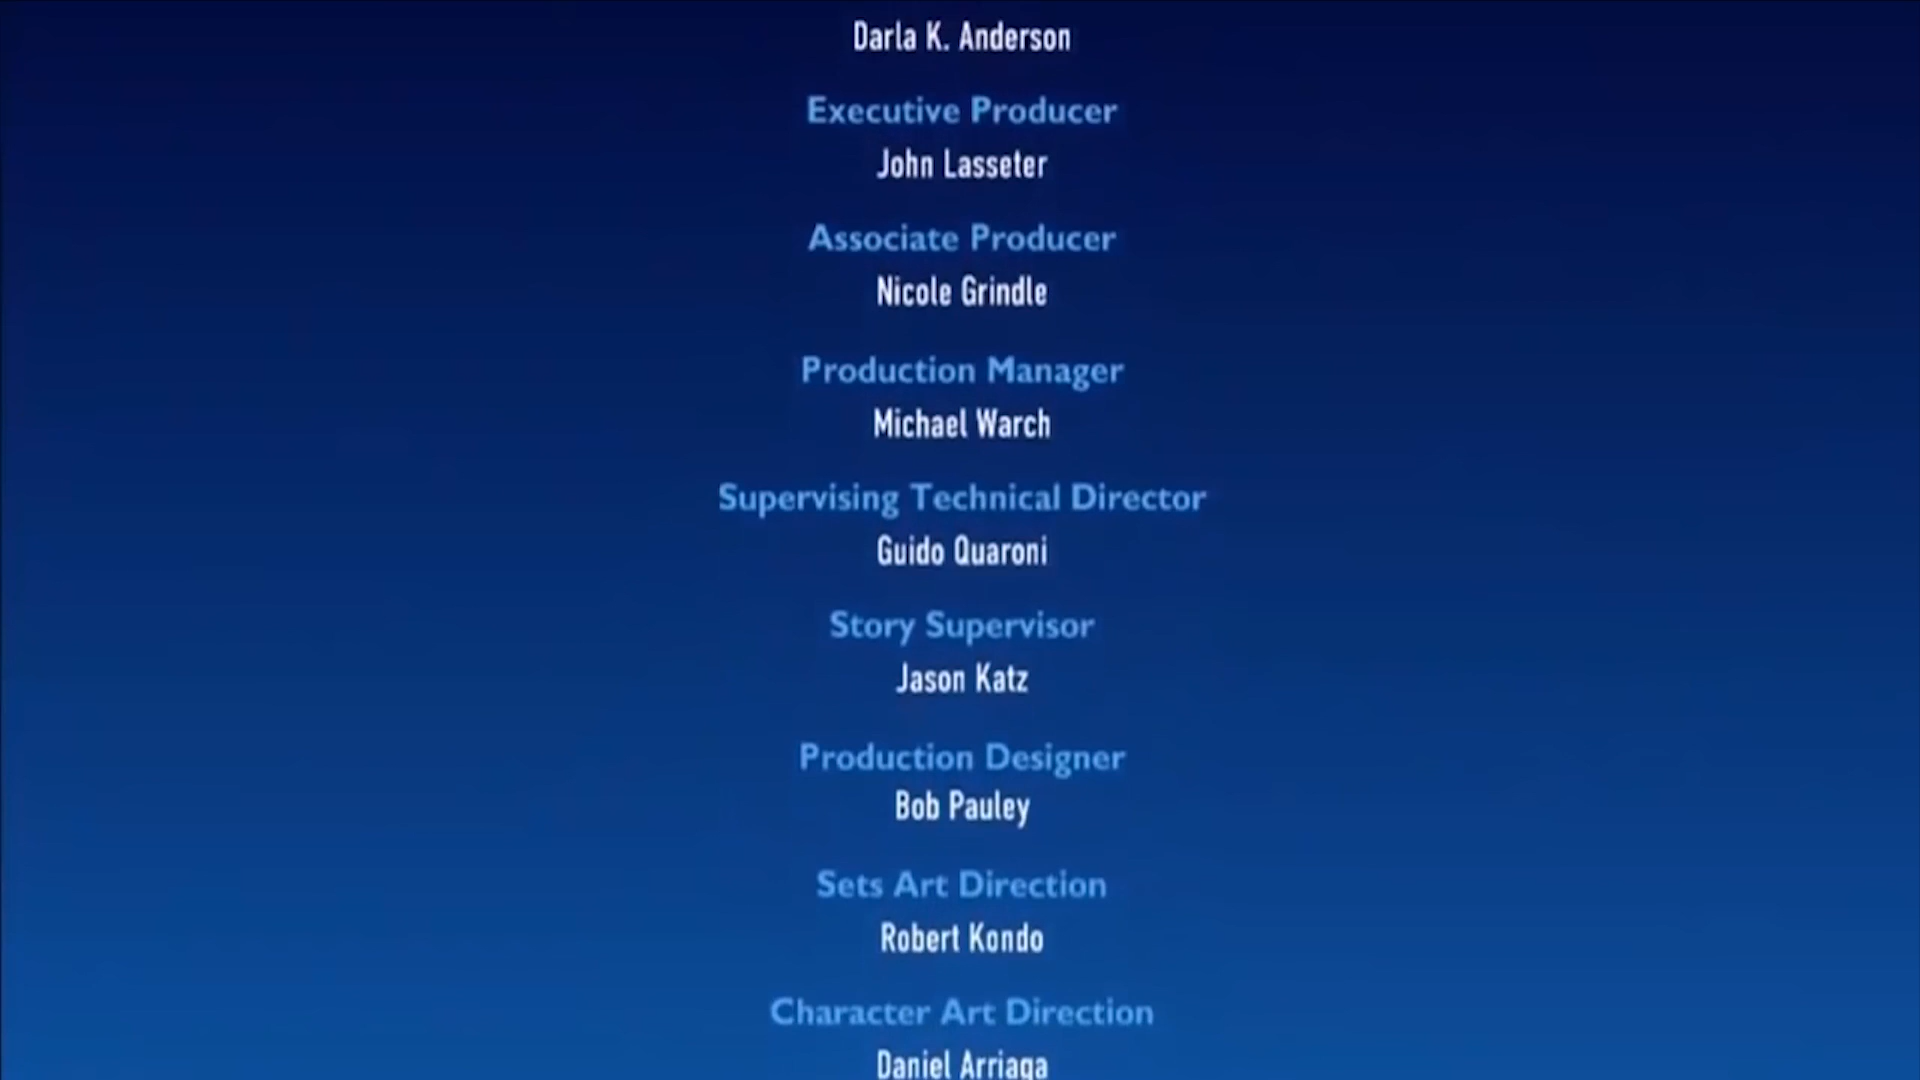 Darla K. Anderson
Executive Producer
John Lasseter
Associate Producer
Nicole Grindle
Production Manager
Michael Warch
Supervising Technical Director
Guido Quaroni
Story Supervisor
Jason Katz
Production Designer
Bob Pauley
Sets Art Direction
Robert Kondo
Character Art Direction
Daniel Arriaga